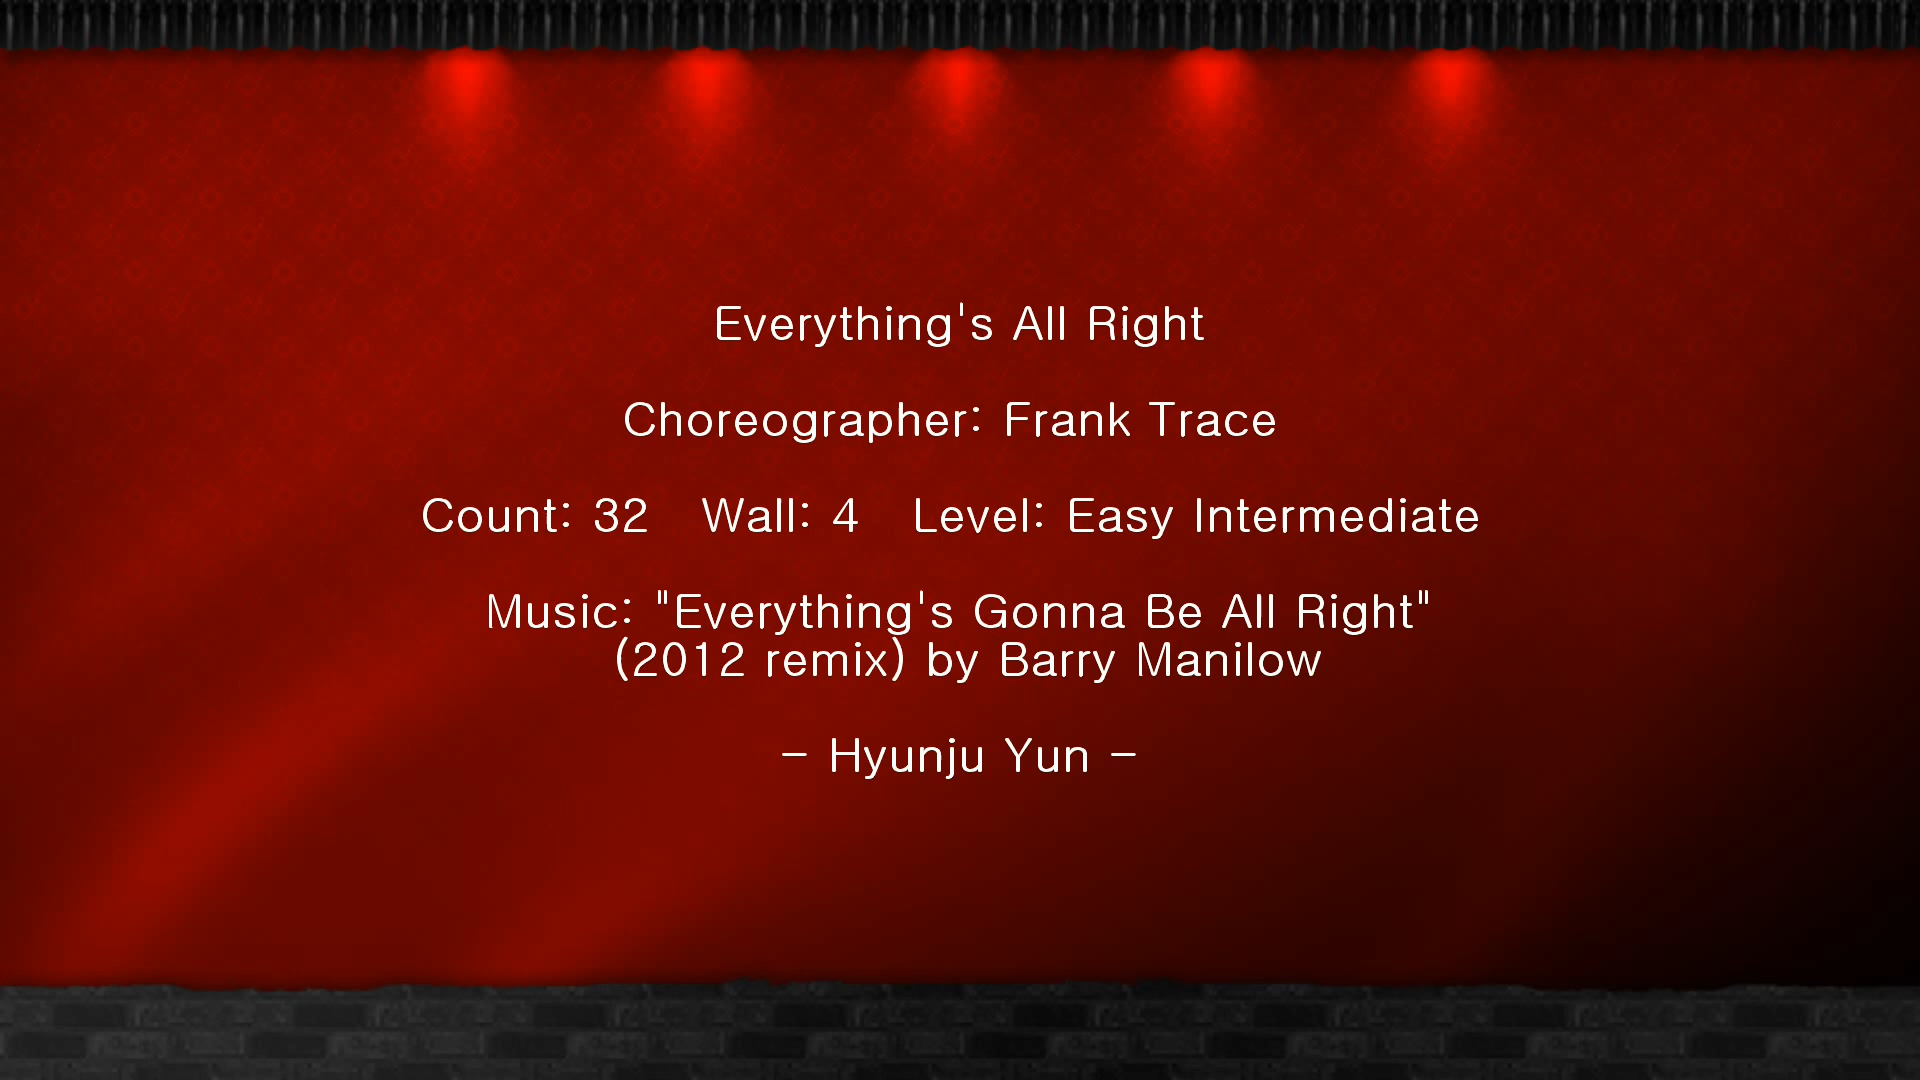 Everything's All Right
Choreographer: Frank Trace
Count: 32   Wall: 4   Level: Easy Intermediate
Music: "Everything's Gonna Be All Right"
(2012 remix) by Barry Manilow
- Hyunju Yun -